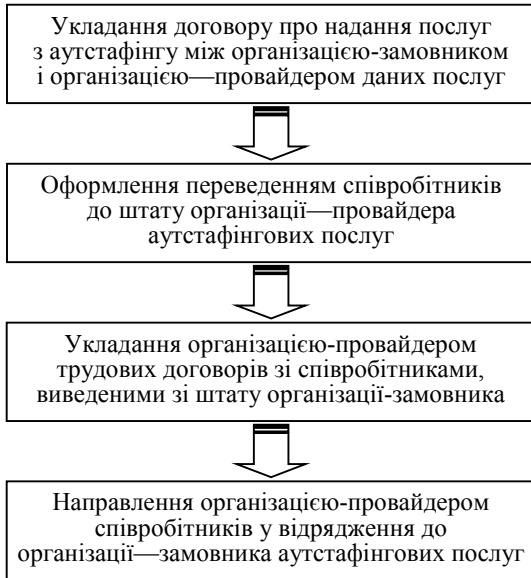 Укладання договору про надання послуг
з аутстафінгу між організацією-замовником
і організацією—провайдером даних послуг
Оформлення переведенням співробітників
до штату організації—провайдера
аутстафінгових послуг
Укладання організацією-провайдером
трудових договорів зі співробітниками,
виведеними зі штату організації-замовника
Направлення організацією-провайдером
співробітників у відрядження до
організації—замовника аутстафінгових послуг